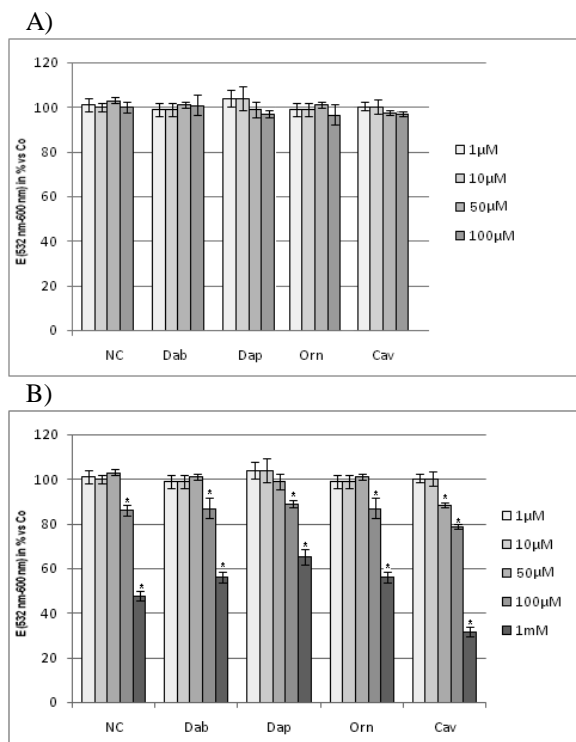 A)
E(532 nm-600 nm) in % vs Co
120
100
80
60
40
20
0
NC Dab Dap Orn Cav
1µM
10µM
50µM
100µM
B)
E(532 nm-600 nm) in % vs Co
120
100
80
60
40
20
0
* * * * * * * * * * *
NC Dab Dap Orn Cav
1µM
10µM
50µM
100µM
1mM